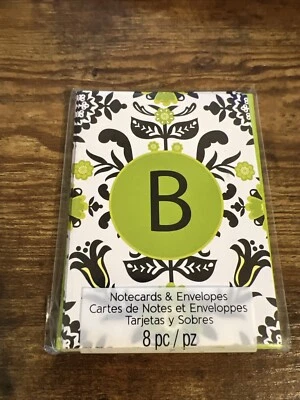 B
Notecards & Envelopes
Cartes de Notes et Enveloppes
Tarjetas y Sobres
8 pc / pz